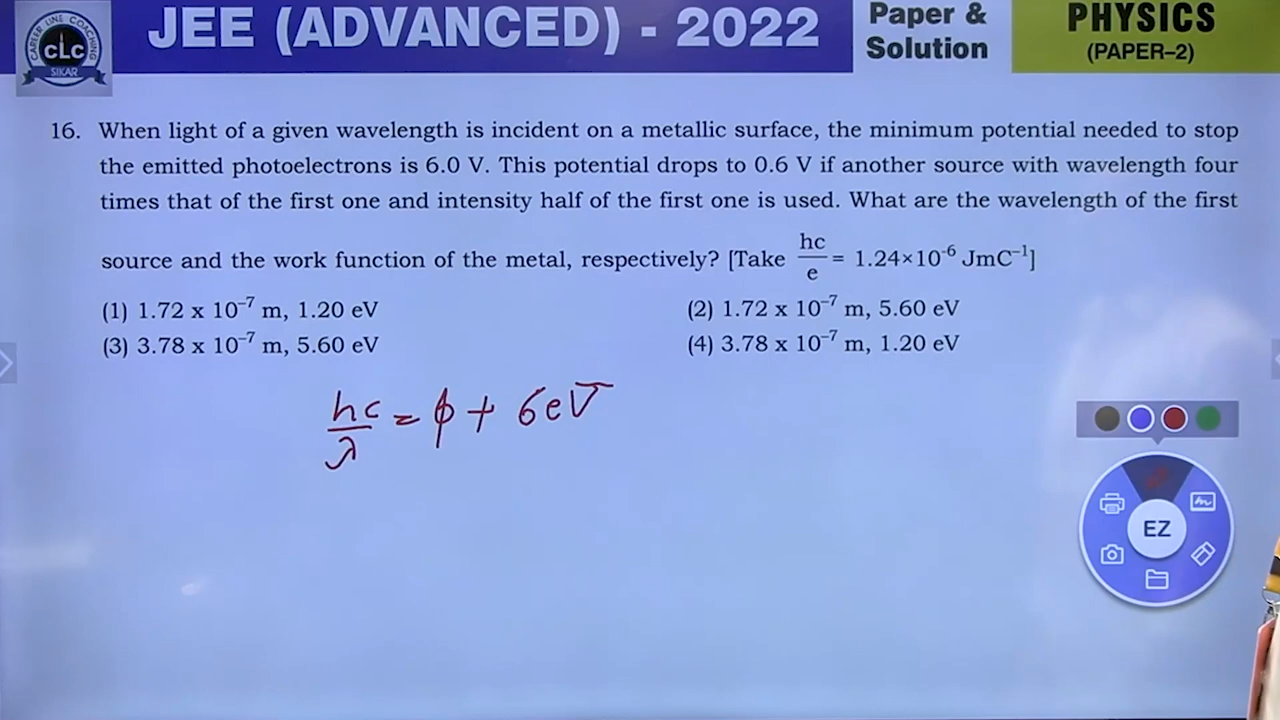 CAREER LINE COACHING
CLC
SIKAR
JEE (ADVANCED) - 2022
Paper &
Solution
PHYSICS
(PAPER–2)
16. When light of a given wavelength is incident on a metallic surface, the minimum potential needed to stop
the emitted photoelectrons is 6.0 V. This potential drops to 0.6 V if another source with wavelength four
times that of the first one and intensity half of the first one is used. What are the wavelength of the first
source and the work function of the metal, respectively? [Take hc/e = 1.24×10⁻⁶ JmC⁻¹]
(1) 1.72 x 10⁻⁷ m, 1.20 eV (2) 1.72 x 10⁻⁷ m, 5.60 eV
(3) 3.78 x 10⁻⁷ m, 5.60 eV (4) 3.78 x 10⁻⁷ m, 1.20 eV
hc/λ = ϕ + 6eV
EZ